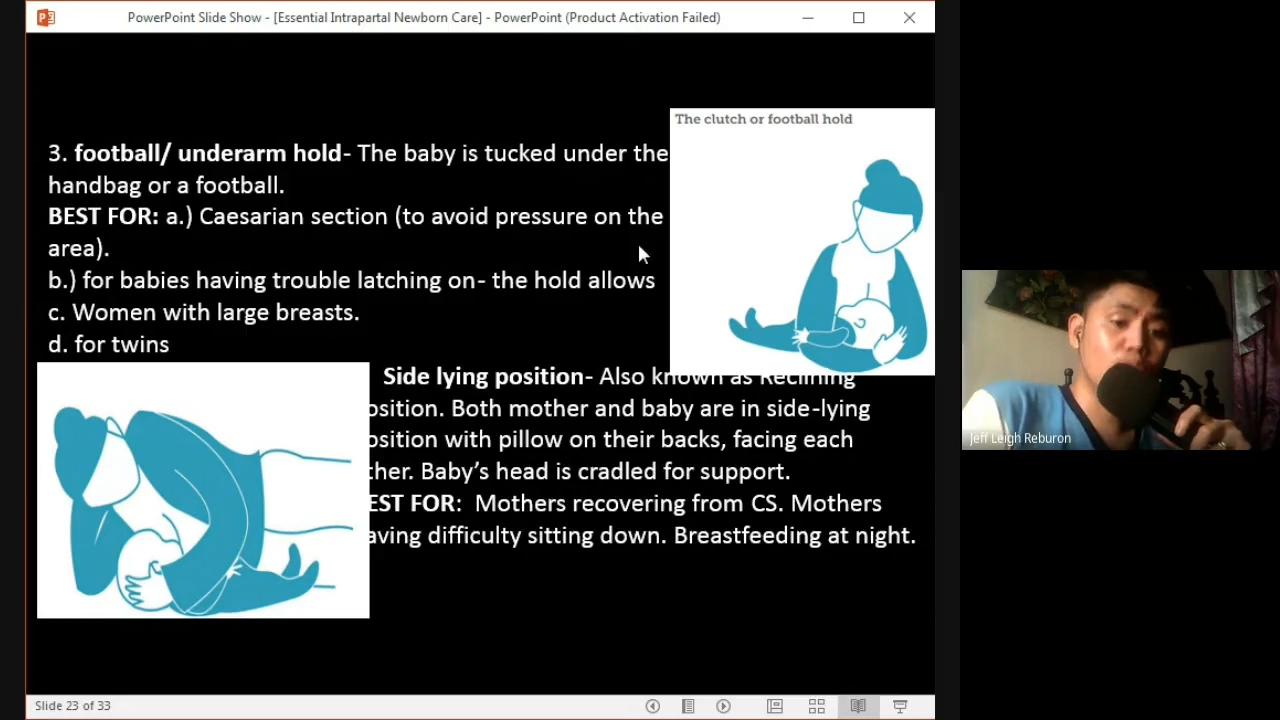 PowerPoint Slide Show - [Essential Intrapartal Newborn Care] - PowerPoint (Product Activation Failed)
The clutch or football hold
3. football/ underarm hold- The baby is tucked under the
handbag or a football.
BEST FOR: a.) Caesarian section (to avoid pressure on the
area).
b.) for babies having trouble latching on- the hold allows
c. Women with large breasts.
d. for twins
Side lying position- Also known as Reclining
osition. Both mother and baby are in side-lying
osition with pillow on their backs, facing each
ther. Baby's head is cradled for support.
EST FOR: Mothers recovering from CS. Mothers
aving difficulty sitting down. Breastfeeding at night.
Jeff Leigh Reburon
Slide 23 of 33